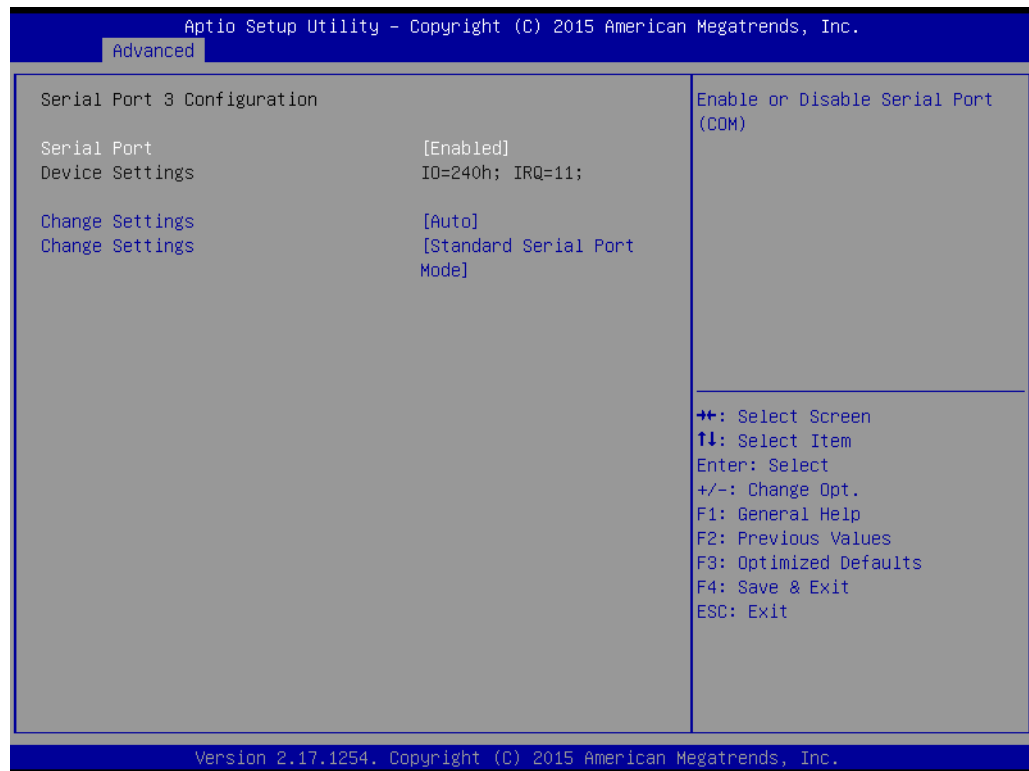 Aptio Setup Utility – Copyright (C) 2015 American Megatrends, Inc.
Advanced
Serial Port 3 Configuration
Serial Port [Enabled]
Device Settings IO=240h; IRQ=11;
Change Settings [Auto]
Change Settings [Standard Serial Port
Mode]
Enable or Disable Serial Port
(COM)
→←: Select Screen
↑↓: Select Item
Enter: Select
+/-: Change Opt.
F1: General Help
F2: Previous Values
F3: Optimized Defaults
F4: Save & Exit
ESC: Exit
Version 2.17.1254. Copyright (C) 2015 American Megatrends, Inc.